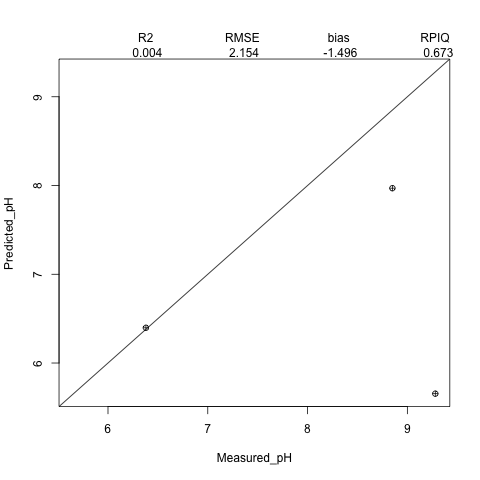 R2 RMSE bias RPIQ
0.004 2.154 -1.496 0.673
9
8
7
6
Predicted_pH
6 7 8 9
Measured_pH